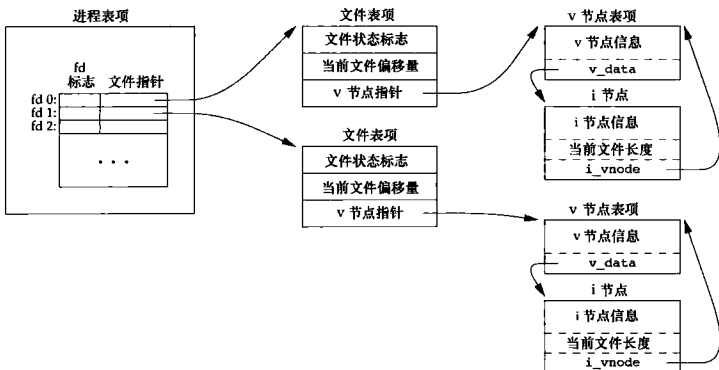 进程表项
fd
标志 文件指针
fd 0:
fd 1:
fd 2:
...
文件表项
文件状态标志
当前文件偏移量
v 节点指针
文件表项
文件状态标志
当前文件偏移量
v 节点指针
v 节点表项
v 节点信息
v_data
i 节点
i 节点信息
当前文件长度
i_vnode
v 节点表项
v 节点信息
v_data
i 节点
i 节点信息
当前文件长度
i_vnode